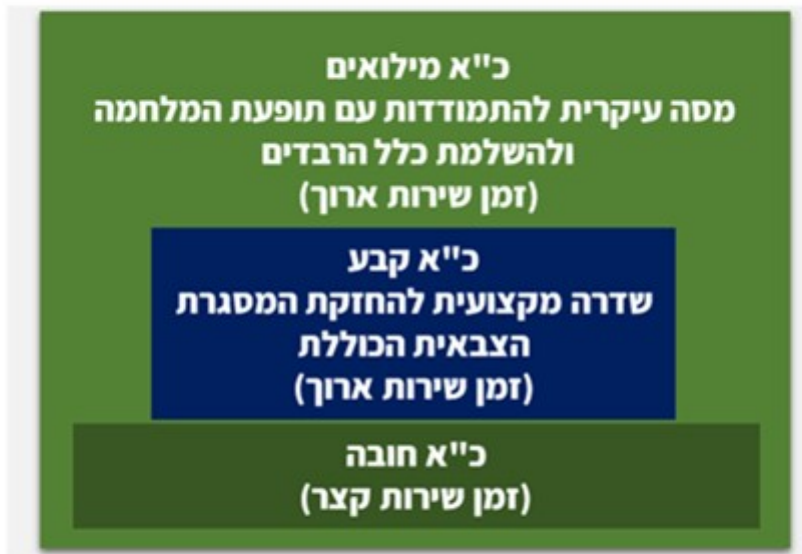 כ"א מילואים
מסה עיקרית להתמודדות עם תופעת המלחמה
ולהשלמת כלל הרבדים
(זמן שירות ארוך)
כ"א קבע
שדרה מקצועית להחזקת המסגרת
הצבאית הכוללת
(זמן שירות ארוך)
כ"א חובה
(זמן שירות קצר)